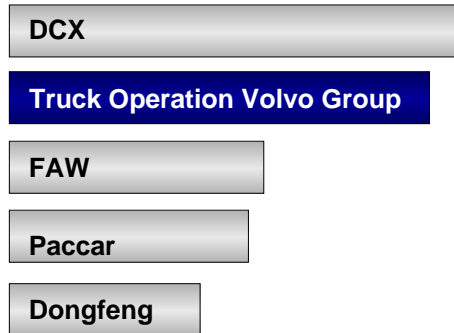 DCX
Truck Operation Volvo Group
FAW
Paccar
Dongfeng